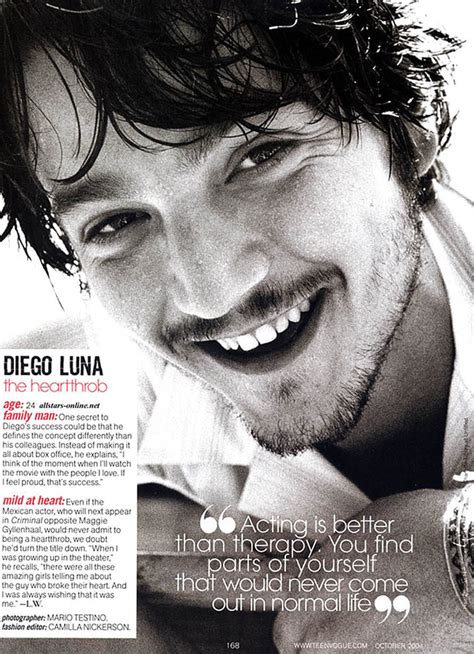 DIEGO LUNA
the heartthrob
age: 24 allstars-online.net
family man: One secret to
Diego's success could be that he
defines the concept differently than
his colleagues. Instead of making it
all about box office, he explains, "I
think of the moment when I'll watch
the movie with the people I love. If
I feel proud, that's success."
mild at heart: Even if the
Mexican actor, who will next appear
in Criminal opposite Maggie
Gyllenhaal, would never admit to
being a heartthrob, we doubt
he'd turn the title down. "When I
was growing up in the theater,"
he recalls, "there were all these
amazing girls telling me about
the guy who broke their heart. And
I was always wishing that it was
me." —L.W.
photographer: MARIO TESTINO.
fashion editor: CAMILLA NICKERSON.
“Acting is better
than therapy. You find
parts of yourself
that would never come
out in normal life”
168
WWW.TEENVOGUE.COM OCTOBER 2004